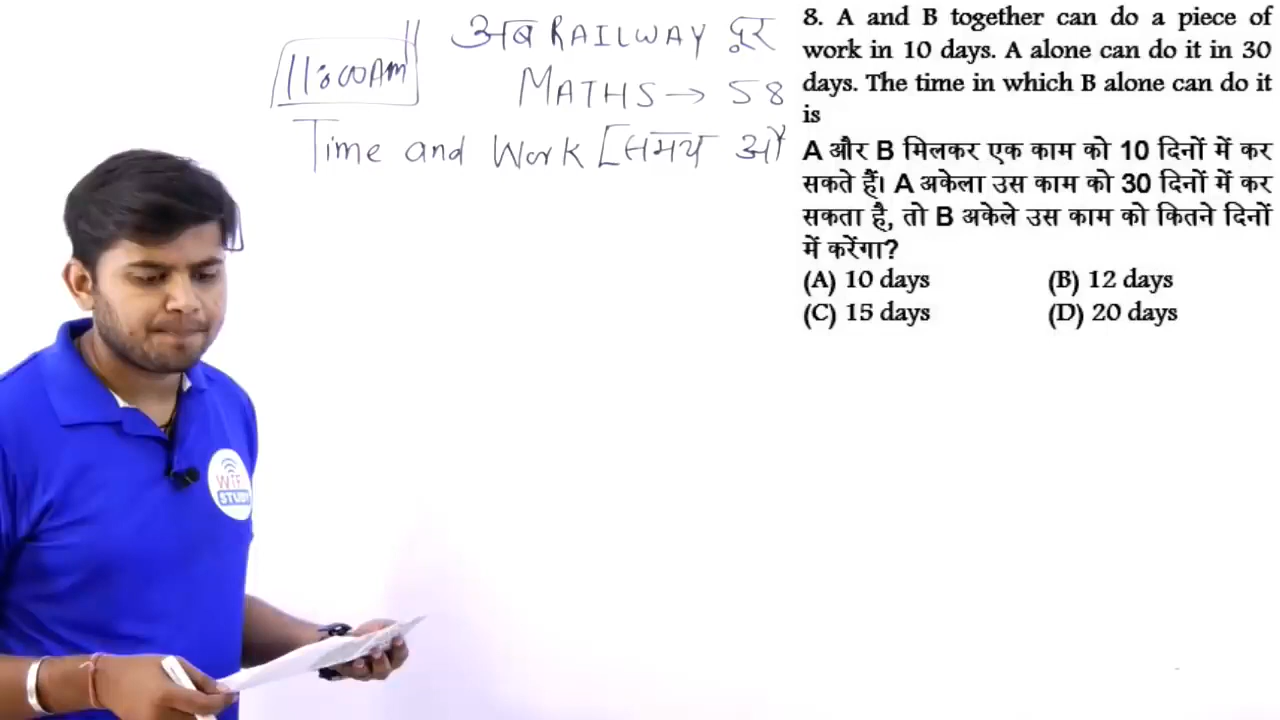 11:00AM
अब RAILWAY दूर
MATHS → 58
Time and Work [समय औ
8. A and B together can do a piece of
work in 10 days. A alone can do it in 30
days. The time in which B alone can do it
is
A और B मिलकर एक काम को 10 दिनों में कर
सकते हैं। A अकेला उस काम को 30 दिनों में कर
सकता है, तो B अकेले उस काम को कितने दिनों
में करेंगा?
(A) 10 days (B) 12 days
(C) 15 days (D) 20 days
WiFi
STUDY